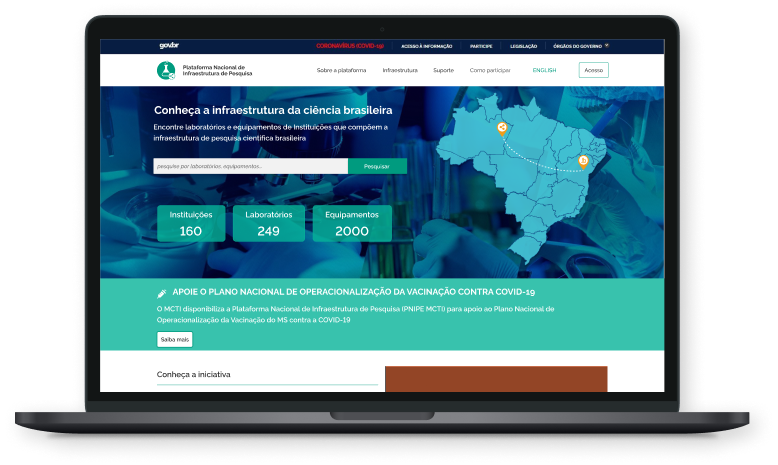 gov.br
CORONAVÍRUS (COVID-19)
ACESSO À INFORMAÇÃO
PARTICIPE
LEGISLAÇÃO
ÓRGÃOS DO GOVERNO
Plataforma Nacional de
Infraestrutura de Pesquisa
Sobre a plataforma
Infraestrutura
Suporte
Como participar
ENGLISH
Acesso
Conheça a infraestrutura da ciência brasileira
Encontre laboratórios e equipamentos de Instituições que compõem a
infraestrutura de pesquisa científica brasileira
pesquise por laboratórios, equipamentos...
Pesquisar
Instituições
160
Laboratórios
249
Equipamentos
2000
APOIE O PLANO NACIONAL DE OPERACIONALIZAÇÃO DA VACINAÇÃO CONTRA COVID-19
O MCTI disponibiliza a Plataforma Nacional de Infraestrutura de Pesquisa (PNIPE MCTI) para apoio ao Plano Nacional de
Operacionalização da Vacinação do MS contra a COVID-19
Saiba mais
Conheça a iniciativa